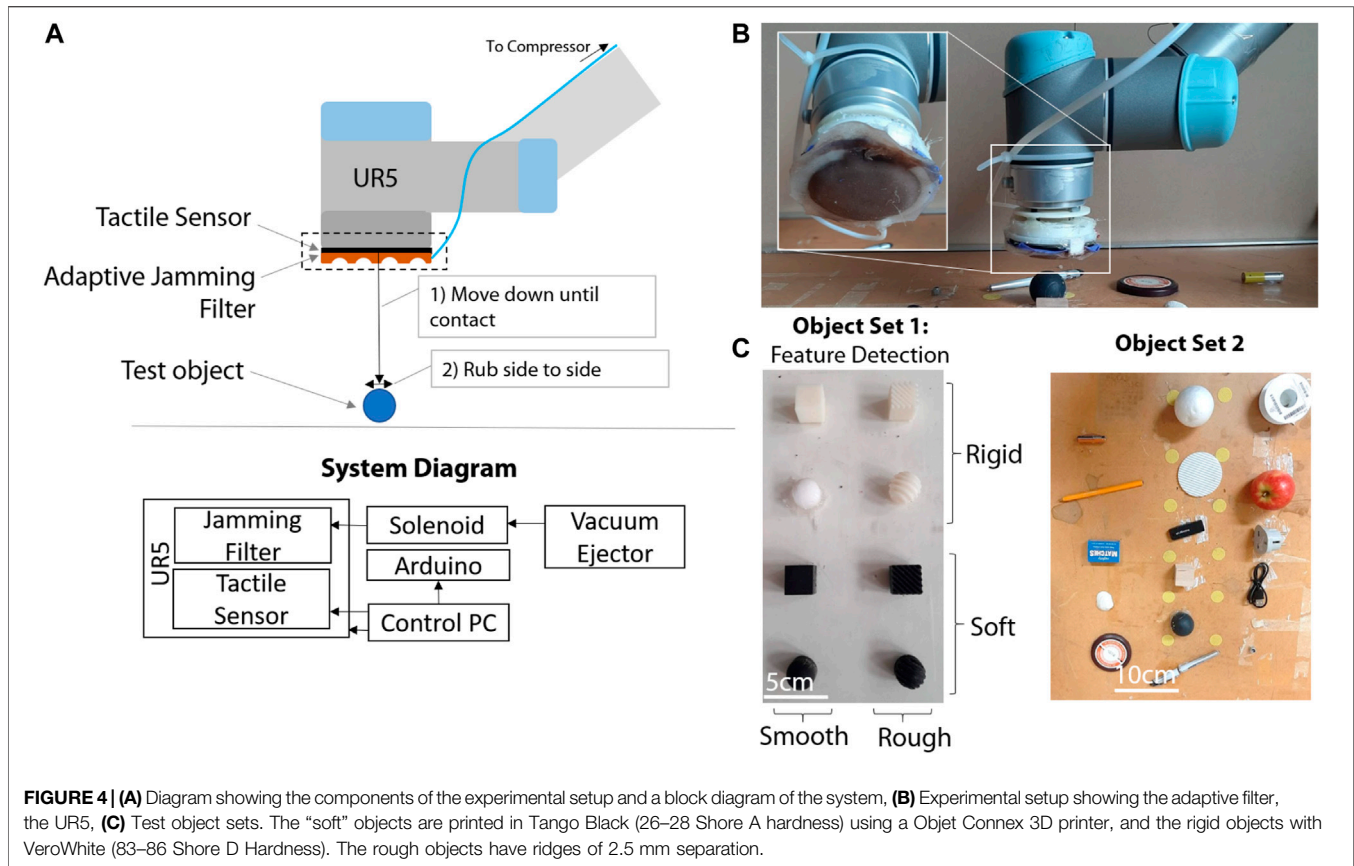 A
To Compressor
UR5
Tactile Sensor
Adaptive Jamming
Filter
1) Move down until
contact
2) Rub side to side
Test object
System Diagram
UR5
Jamming
Filter
Tactile
Sensor
Solenoid
Arduino
Control PC
Vacuum
Ejector
B
C
Object Set 1:
Feature Detection
Rigid
Soft
5cm
Smooth
Rough
Object Set 2
MATCHES
10cm
FIGURE 4 | (A) Diagram showing the components of the experimental setup and a block diagram of the system, (B) Experimental setup showing the adaptive filter,
the UR5, (C) Test object sets. The “soft” objects are printed in Tango Black (26–28 Shore A hardness) using a Objet Connex 3D printer, and the rigid objects with
VeroWhite (83–86 Shore D Hardness). The rough objects have ridges of 2.5 mm separation.